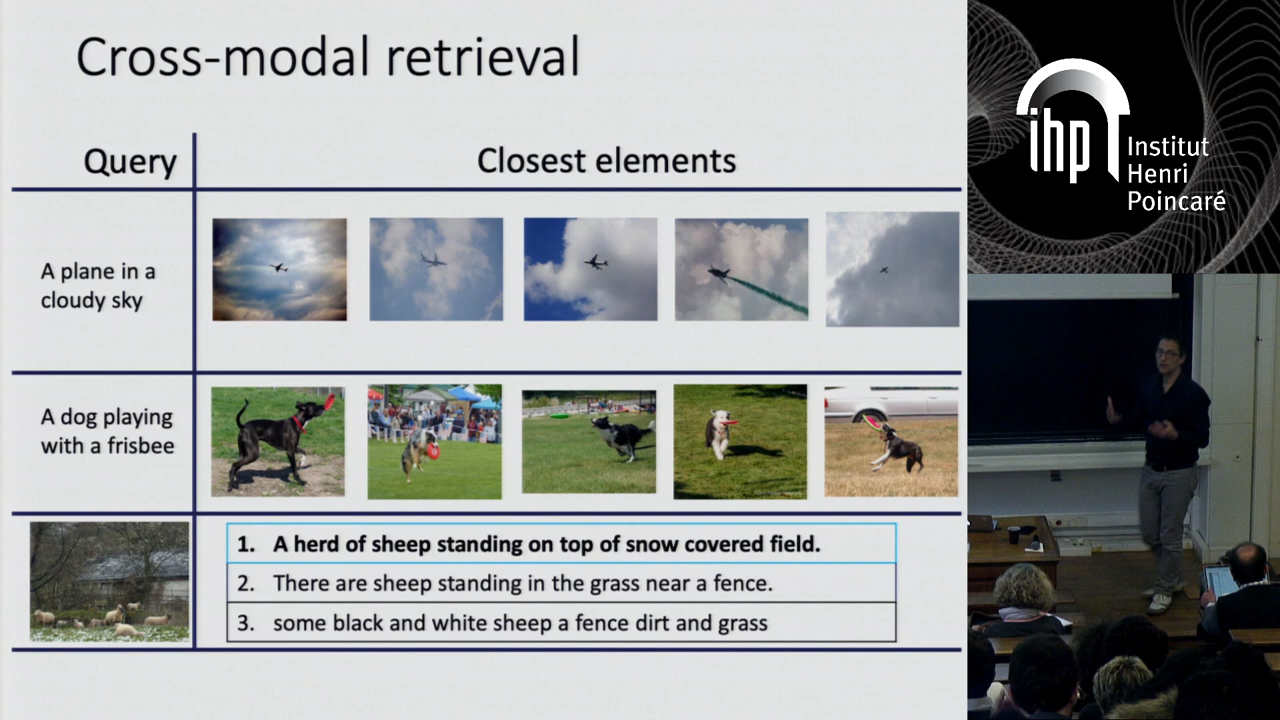 Cross-modal retrieval
Query
Closest elements
A plane in a
cloudy sky
A dog playing
with a frisbee
1. A herd of sheep standing on top of snow covered field.
2. There are sheep standing in the grass near a fence.
3. some black and white sheep a fence dirt and grass
ihp
Institut
Henri
Poincaré